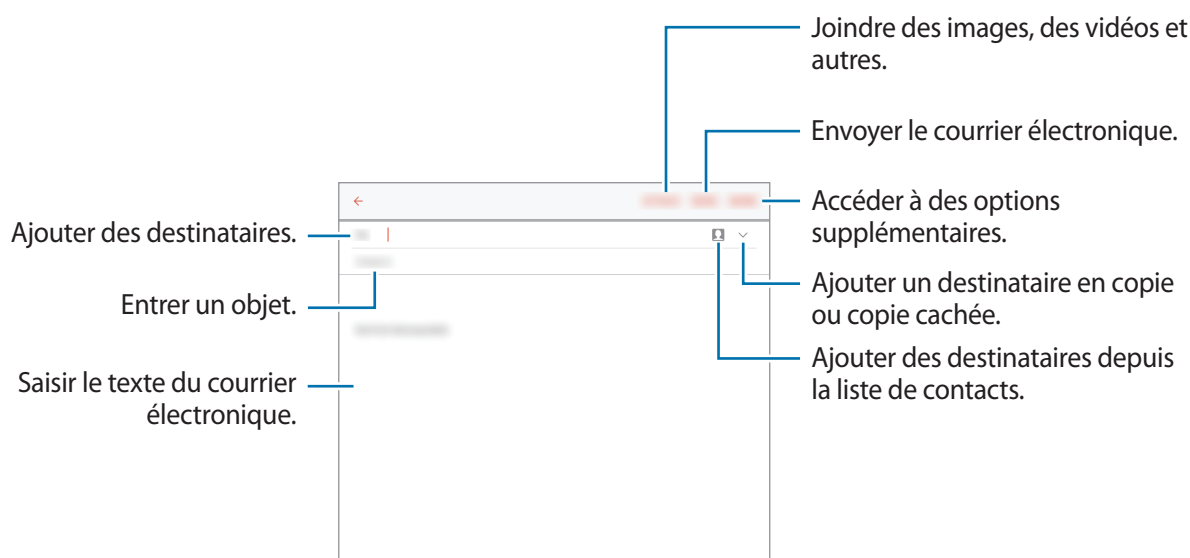 Joindre des images, des vidéos et
autres.
Envoyer le courrier électronique.
Accéder à des options
supplémentaires.
Ajouter des destinataires.
Ajouter un destinataire en copie
ou copie cachée.
Entrer un objet.
Ajouter des destinataires depuis
la liste de contacts.
Saisir le texte du courrier
électronique.